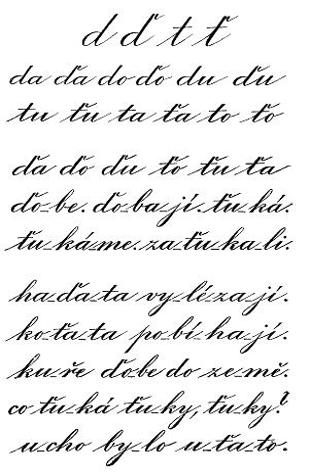 d ď t ť
da ďa do ďo du ďu
tu ťu ta ťa to ťo
ďa ďo ďu ťo ťu ťa
ďo-be. ďo-ba-jí. ťu-ká.
ťu-ká-me. za-ťu-ka-li.
ha-ďa-ta vy-lé-za-jí.
ko-ťa-ta po-bí-ha-jí.
ku-ře ďo-be do ze-mě.
co ťu-ká ťu-ky, ťu-ky?
u-cho by-lo u-ťa-to.